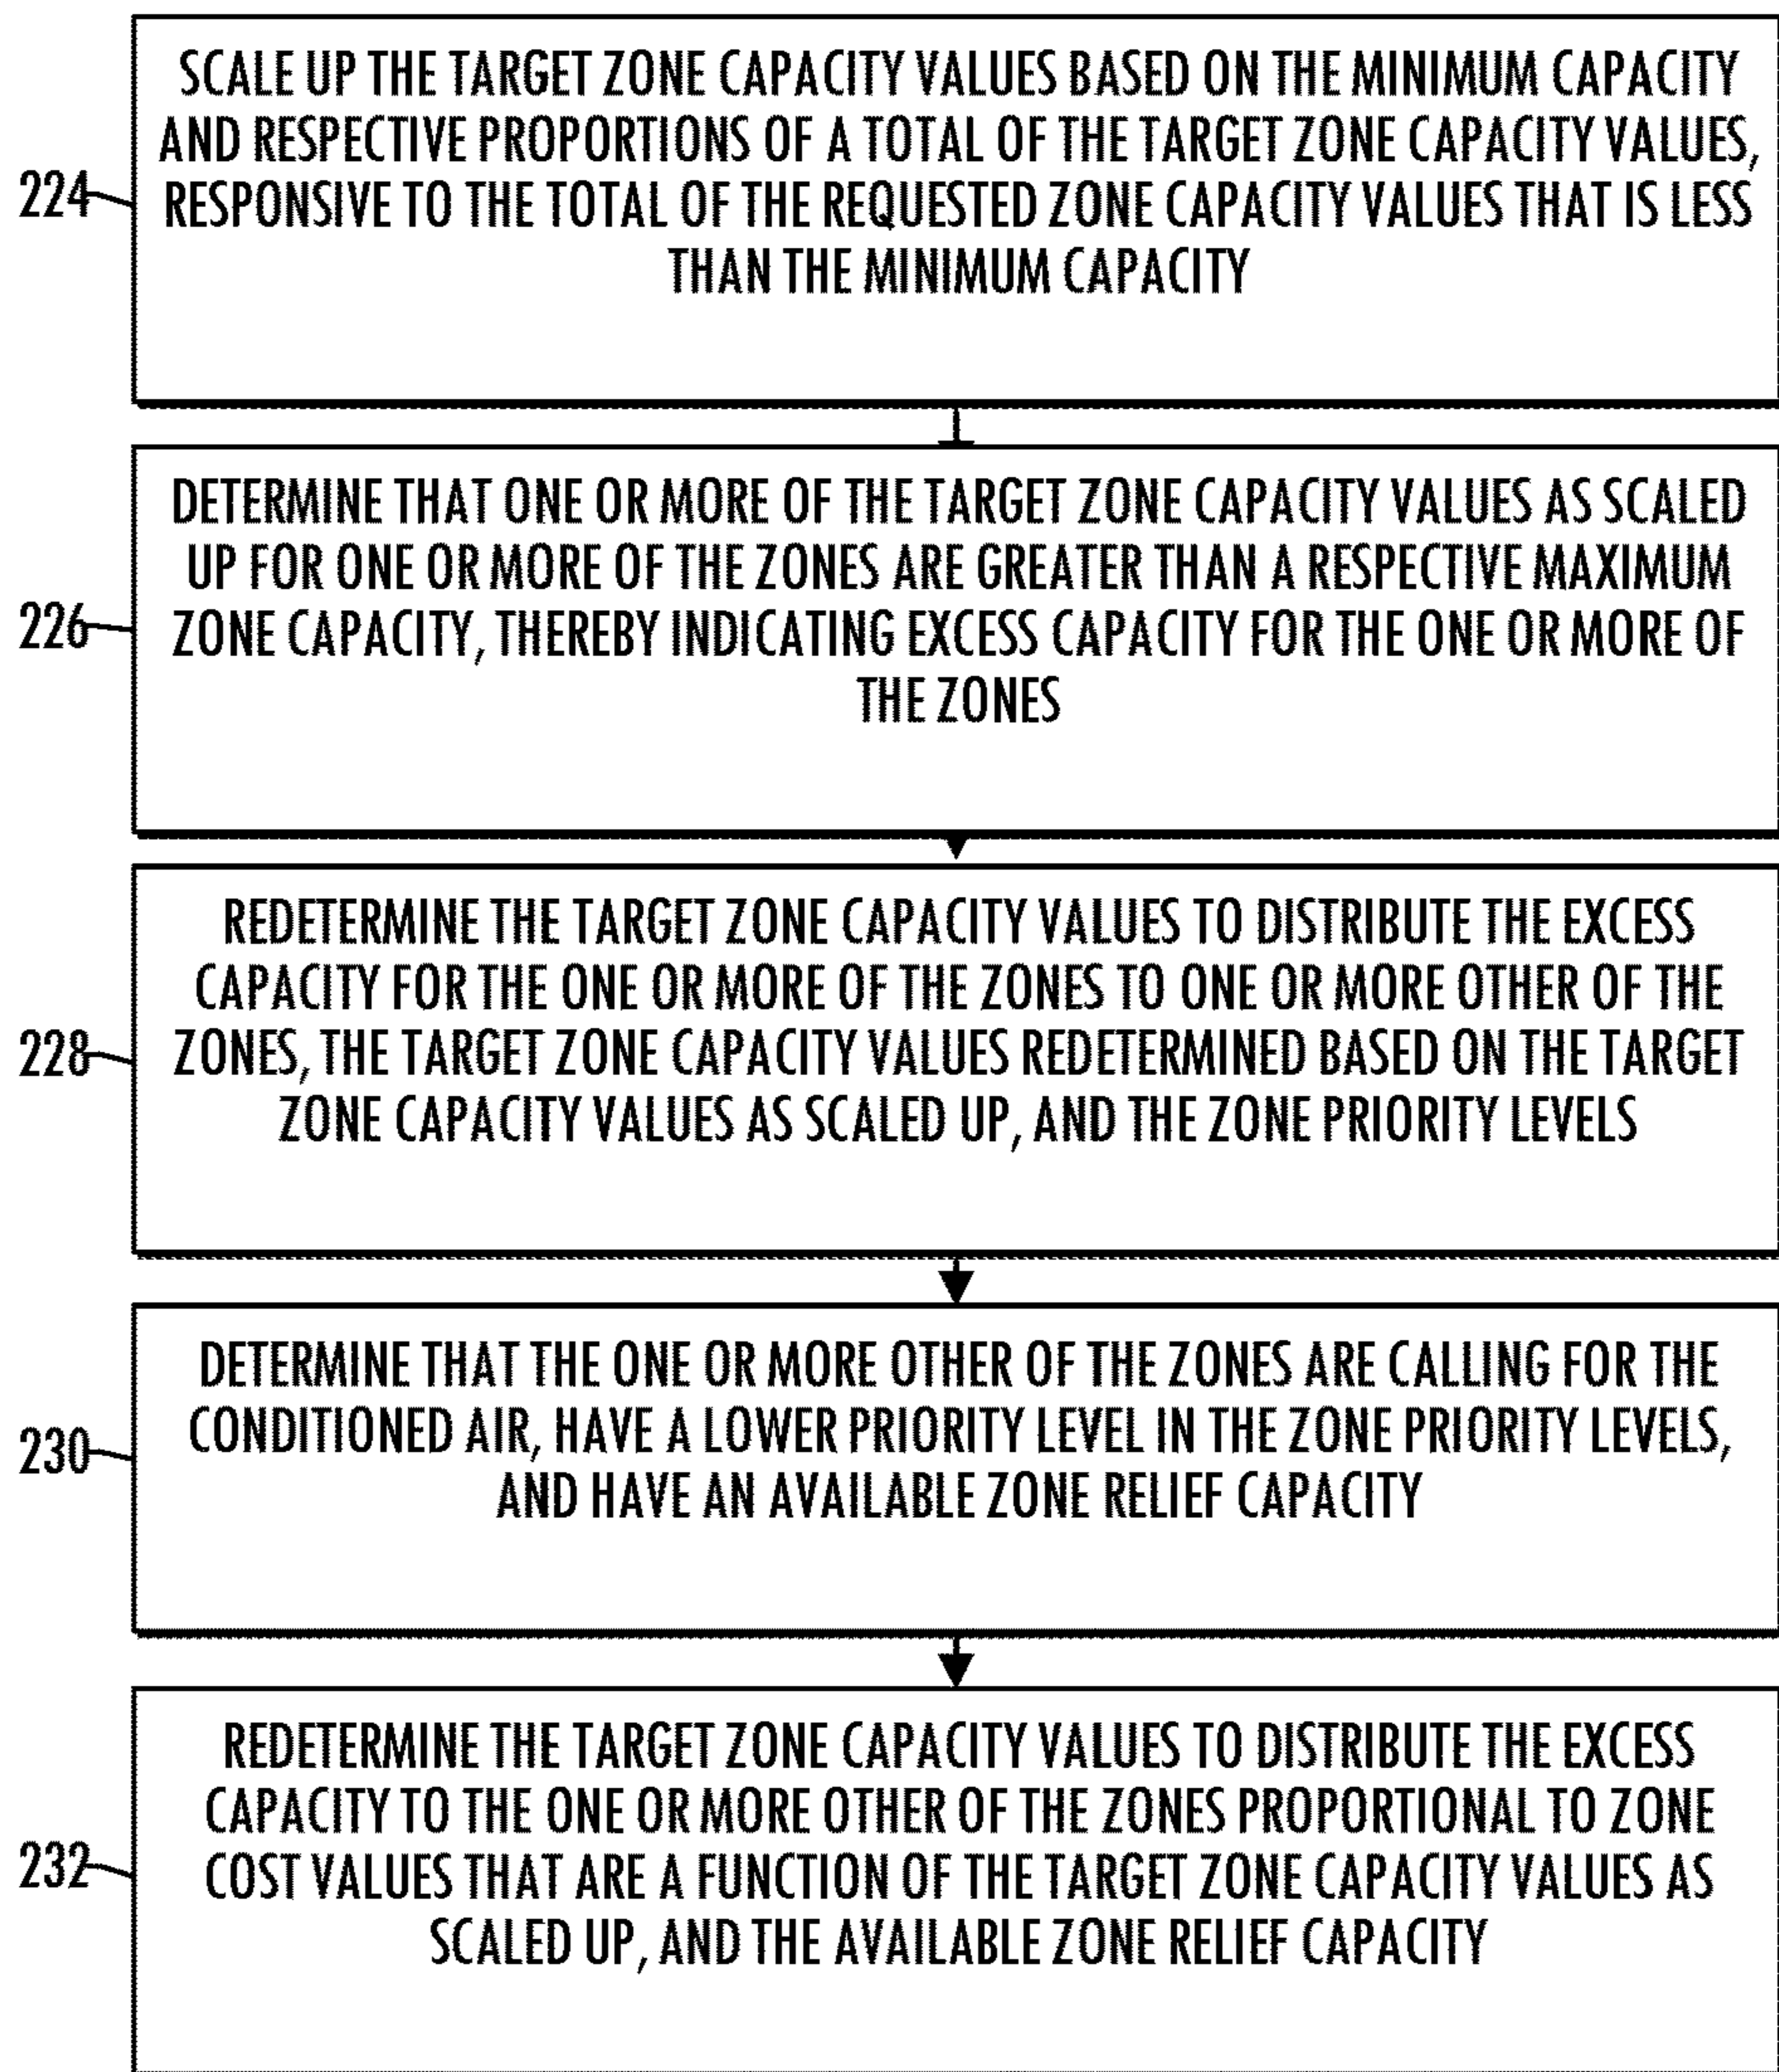 SCALE UP THE TARGET ZONE CAPACITY VALUES BASED ON THE MINIMUM CAPACITY
AND RESPECTIVE PROPORTIONS OF A TOTAL OF THE TARGET ZONE CAPACITY VALUES,
RESPONSIVE TO THE TOTAL OF THE REQUESTED ZONE CAPACITY VALUES THAT IS LESS
THAN THE MINIMUM CAPACITY
224
DETERMINE THAT ONE OR MORE OF THE TARGET ZONE CAPACITY VALUES AS SCALED
UP FOR ONE OR MORE OF THE ZONES ARE GREATER THAN A RESPECTIVE MAXIMUM
ZONE CAPACITY, THEREBY INDICATING EXCESS CAPACITY FOR THE ONE OR MORE OF
THE ZONES
226
REDETERMINE THE TARGET ZONE CAPACITY VALUES TO DISTRIBUTE THE EXCESS
CAPACITY FOR THE ONE OR MORE OF THE ZONES TO ONE OR MORE OTHER OF THE
ZONES, THE TARGET ZONE CAPACITY VALUES REDETERMINED BASED ON THE TARGET
ZONE CAPACITY VALUES AS SCALED UP, AND THE ZONE PRIORITY LEVELS
228
DETERMINE THAT THE ONE OR MORE OTHER OF THE ZONES ARE CALLING FOR THE
CONDITIONED AIR, HAVE A LOWER PRIORITY LEVEL IN THE ZONE PRIORITY LEVELS,
AND HAVE AN AVAILABLE ZONE RELIEF CAPACITY
230
REDETERMINE THE TARGET ZONE CAPACITY VALUES TO DISTRIBUTE THE EXCESS
CAPACITY TO THE ONE OR MORE OTHER OF THE ZONES PROPORTIONAL TO ZONE
COST VALUES THAT ARE A FUNCTION OF THE TARGET ZONE CAPACITY VALUES AS
SCALED UP, AND THE AVAILABLE ZONE RELIEF CAPACITY
232